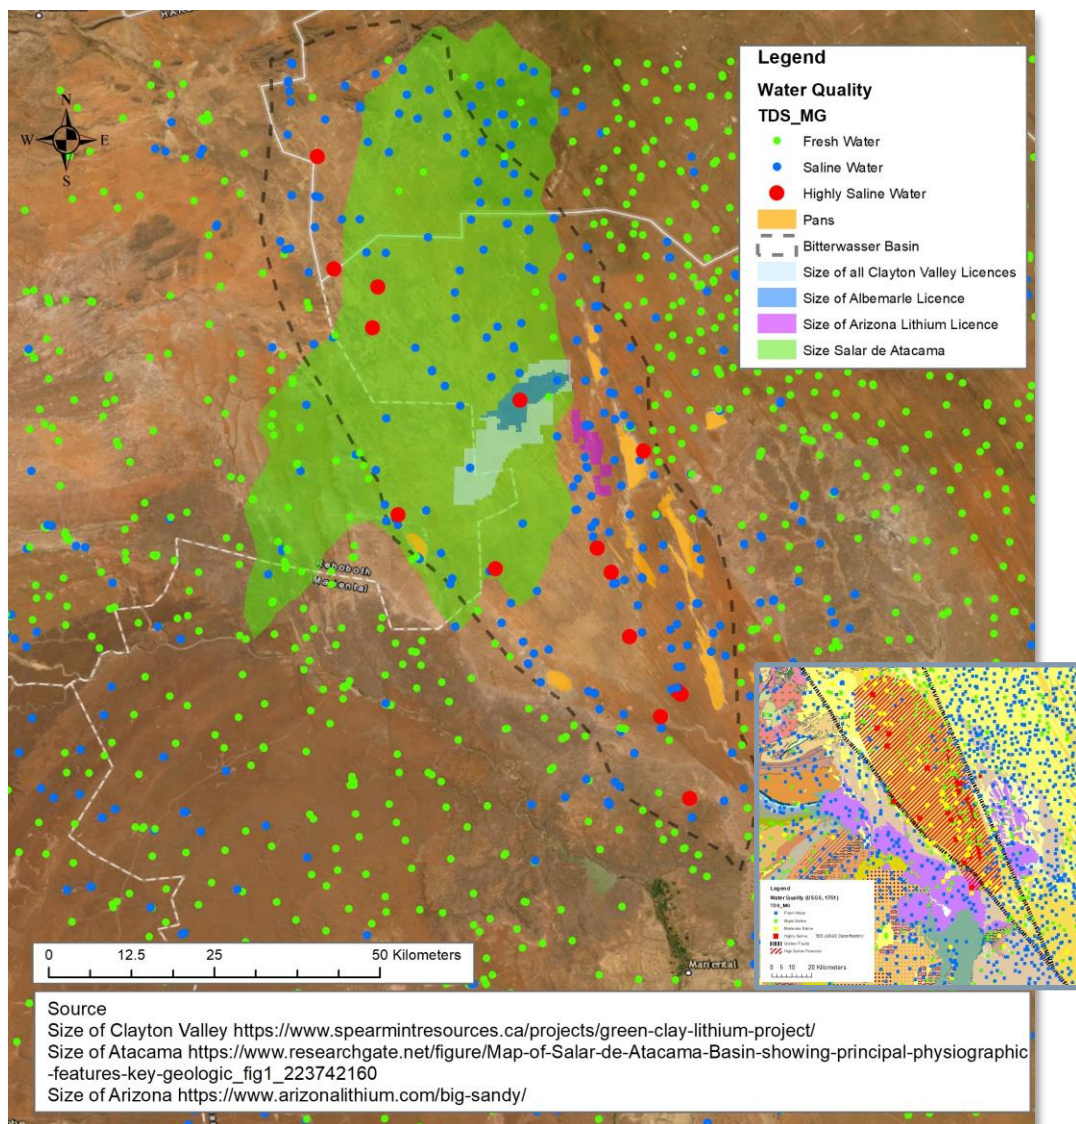 HAR
N
W E
S
Legend
Water Quality
TDS_MG
Fresh Water
Saline Water
Highly Saline Water
Pans
Bitterwasser Basin
Size of all Clayton Valley Licences
Size of Albemarle Licence
Size of Arizona Lithium Licence
Size Salar de Atacama
Rehoboth
Mariental
Legend
Water Quality (USGS, 1751)
TDS_MG
Fresh Water
Moderate Saline
Highly Saline
0 5 10 20 Kilometers
Mariental
0 12.5 25 50 Kilometers
Source
Size of Clayton Valley https://www.spearmintresources.ca/projects/green-clay-lithium-project/
Size of Atacama https://www.researchgate.net/figure/Map-of-Salar-de-Atacama-Basin-showing-principal-physiographic
-features-key-geologic_fig1_223742160
Size of Arizona https://www.arizonalithium.com/big-sandy/